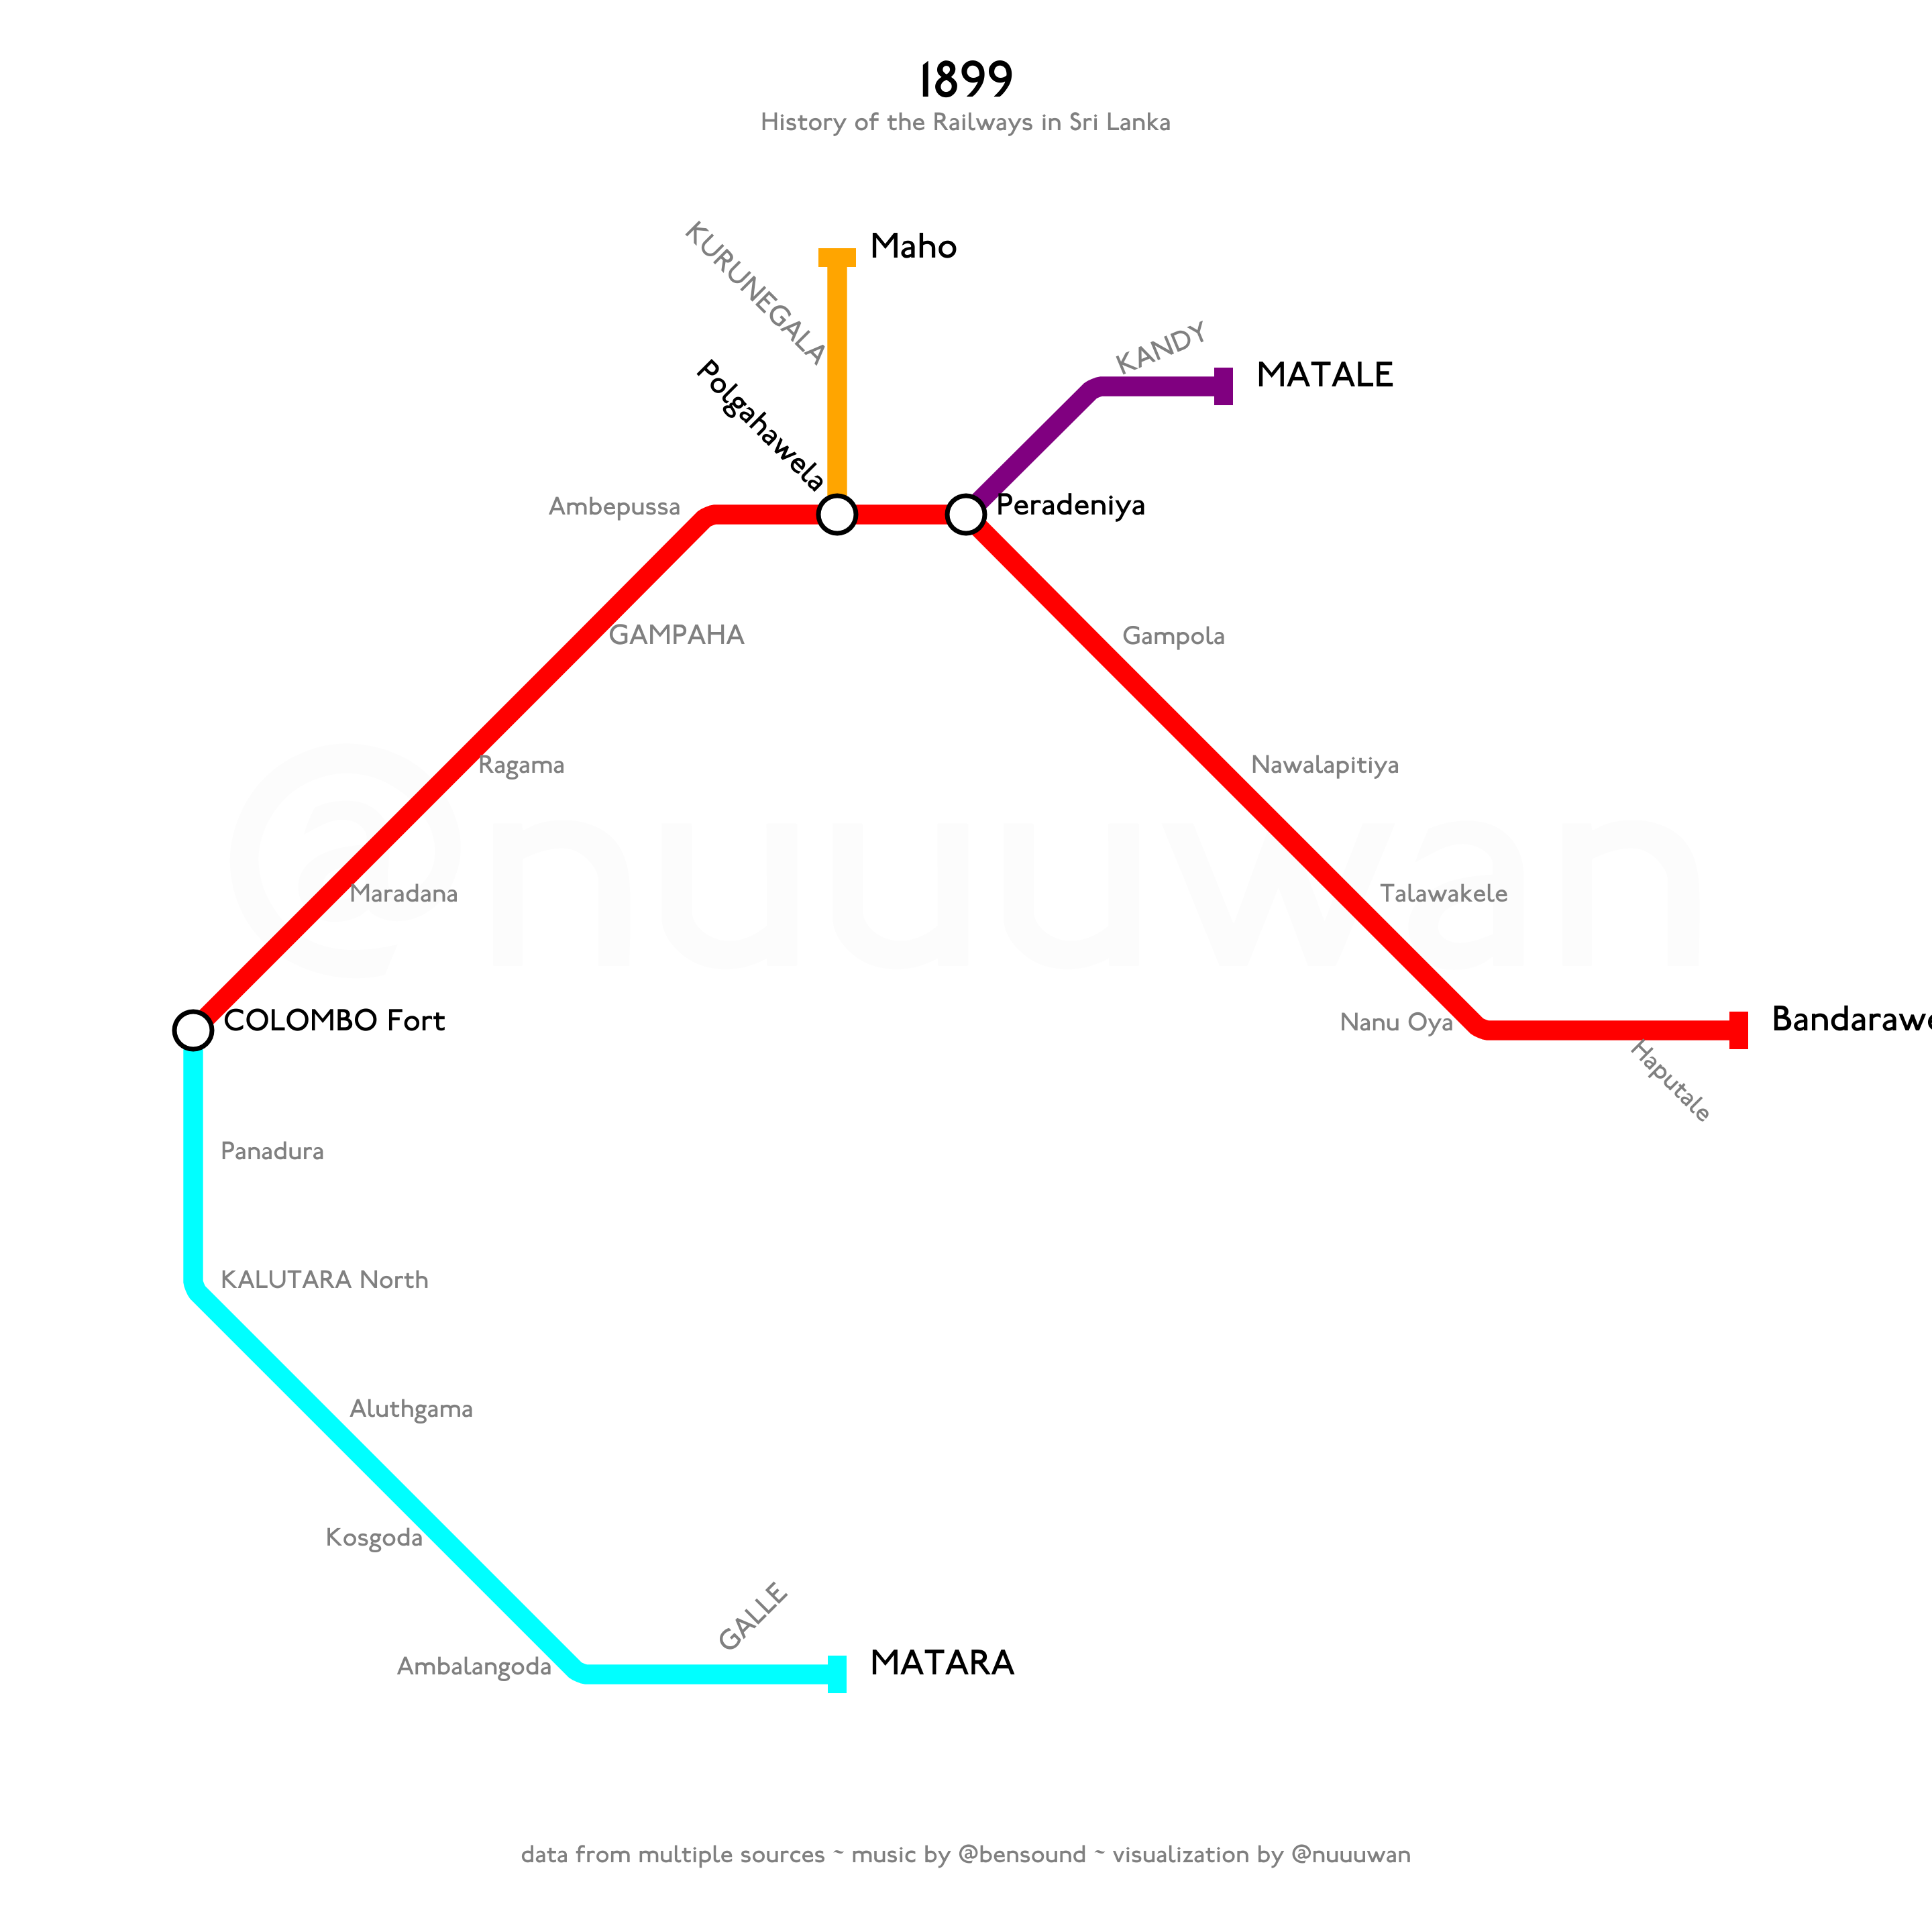 1899
History of the Railways in Sri Lanka
KURUNEGALA
Maho
KANDY
MATALE
Polgahawela
Ambepussa
Peradeniya
GAMPAHA
Gampola
Ragama
Nawalapitiya
@nuuuwan
Maradana
Talawakele
COLOMBO Fort
Nanu Oya
Haputale
Panadura
KALUTARA North
Aluthgama
Kosgoda
GALLE
Ambalangoda
MATARA
data from multiple sources ~ music by @bensound ~ visualization by @nuuuwan